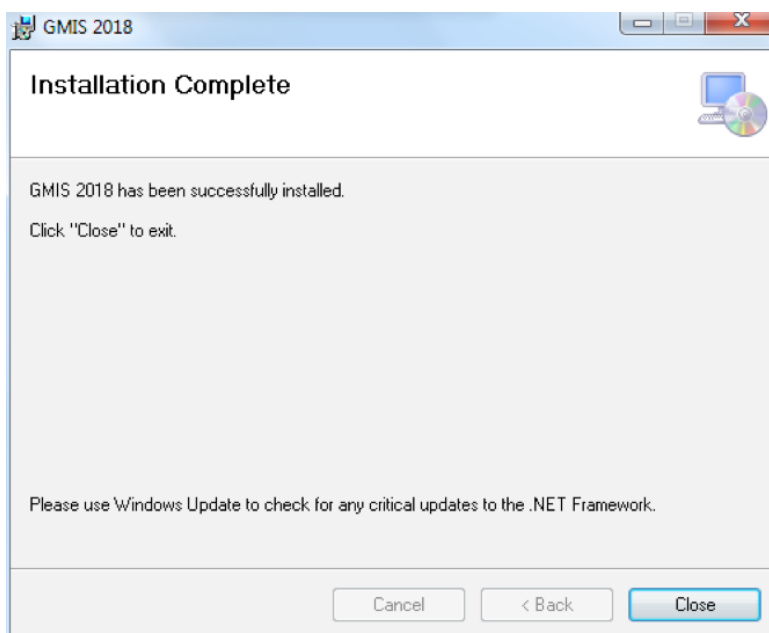 GMIS 2018
Installation Complete
GMIS 2018 has been successfully installed.
Click "Close" to exit.
Please use Windows Update to check for any critical updates to the .NET Framework.
Cancel
< Back
Close